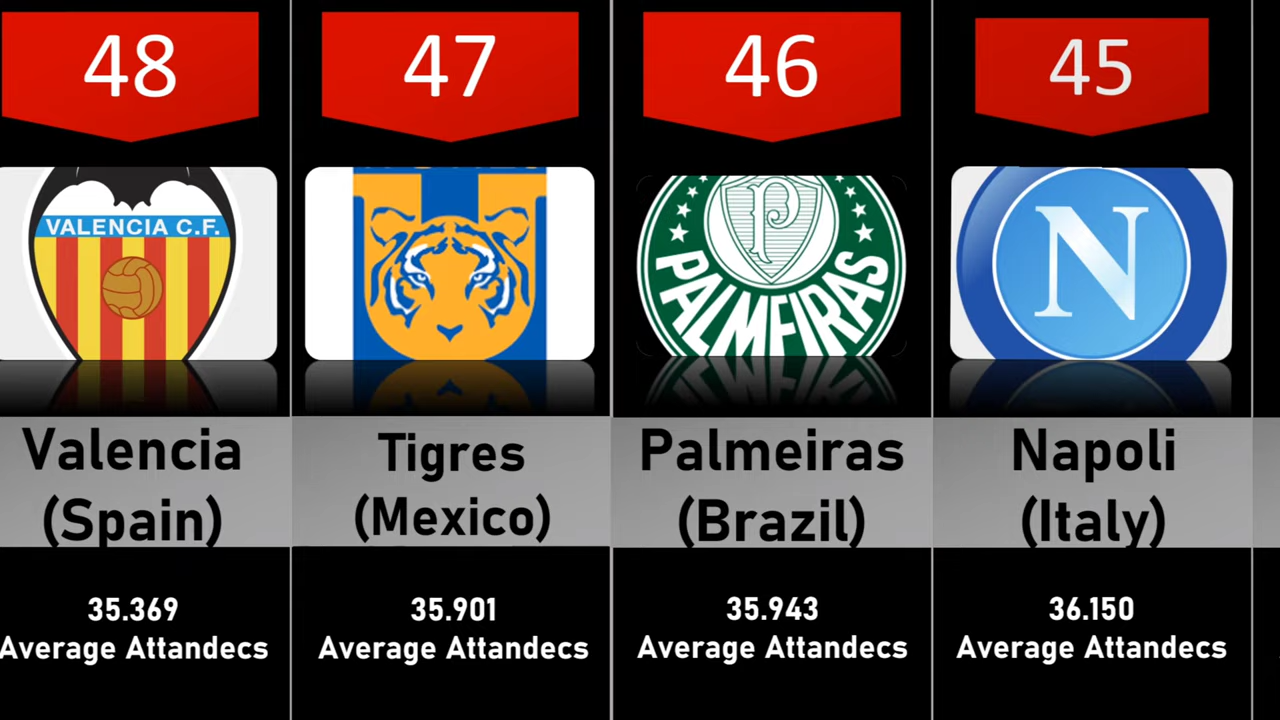 48
VALENCIA C.F.
Valencia
(Spain)
35.369
Average Attandecs
47
Tigres
(Mexico)
35.901
Average Attandecs
46
P
PALMEIRAS
Palmeiras
(Brazil)
35.943
Average Attandecs
45
N
Napoli
(Italy)
36.150
Average Attandecs